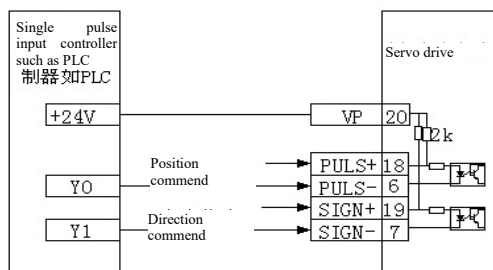 Single pulse
input controller
such as PLC
制器如PLC
Servo drive
+24V
VP 20
2k
Position
commend
PULS+ 18
Y0
PULS- 6
Direction
commend
SIGN+ 19
Y1
SIGN- 7